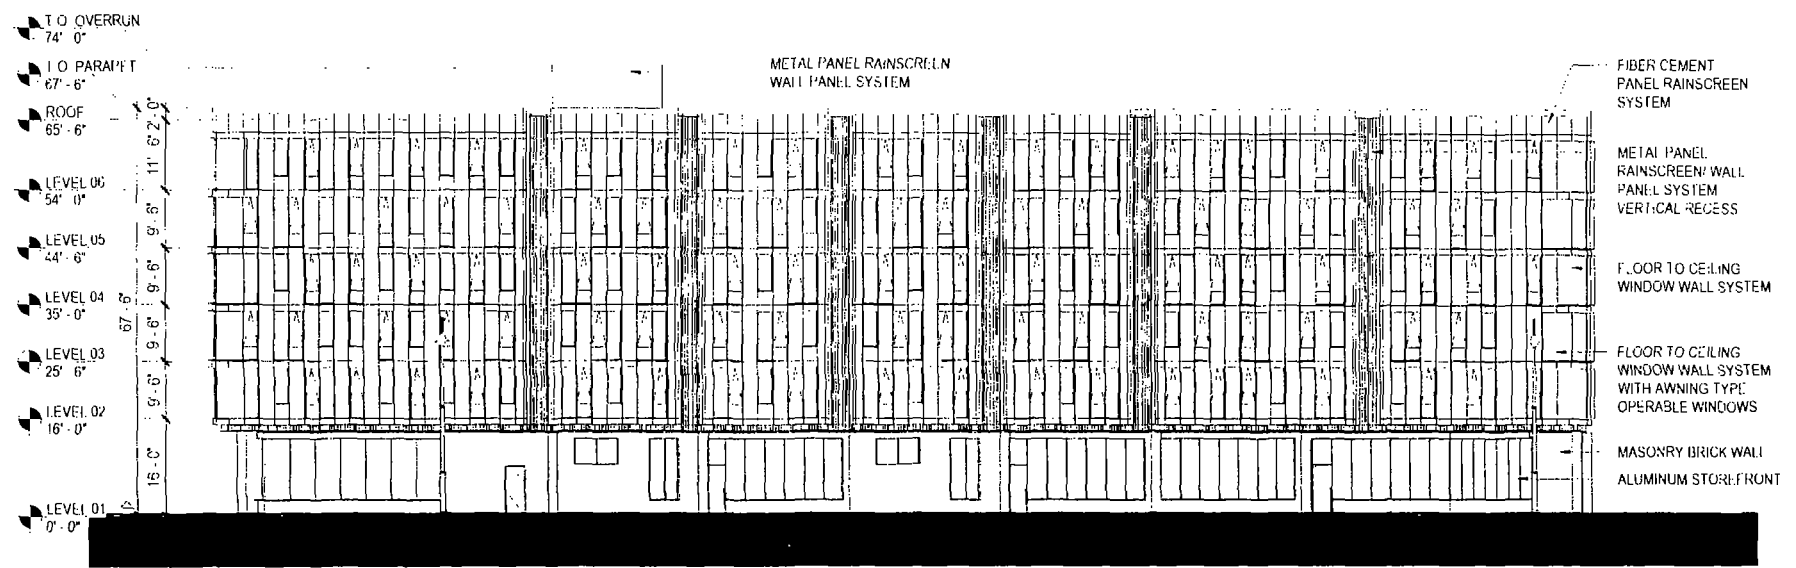 T O OVERRUN
74' 0"
T O PARAPET
67' - 6"
ROOF
65' - 6"
LEVEL 06
54' 0"
LEVEL 05
44' - 6"
LEVEL 04
35' - 0"
LEVEL 03
25' 6"
LEVEL 02
16' - 0"
LEVEL 01
0' - 0"
2' - 0"
11' 6"
9' - 6"
9' - 6"
9' - 6"
9' - 6"
16' - 0"
67' - 6"
METAL PANEL RAINSCREEN
WALL PANEL SYSTEM
FIBER CEMENT
PANEL RAINSCREEN
SYSTEM
METAL PANEL
RAINSCREEN/ WALL
PANEL SYSTEM
VERTICAL RECESS
FLOOR TO CEILING
WINDOW WALL SYSTEM
FLOOR TO CEILING
WINDOW WALL SYSTEM
WITH AWNING TYPE
OPERABLE WINDOWS
MASONRY BRICK WALL
ALUMINUM STOREFRONT